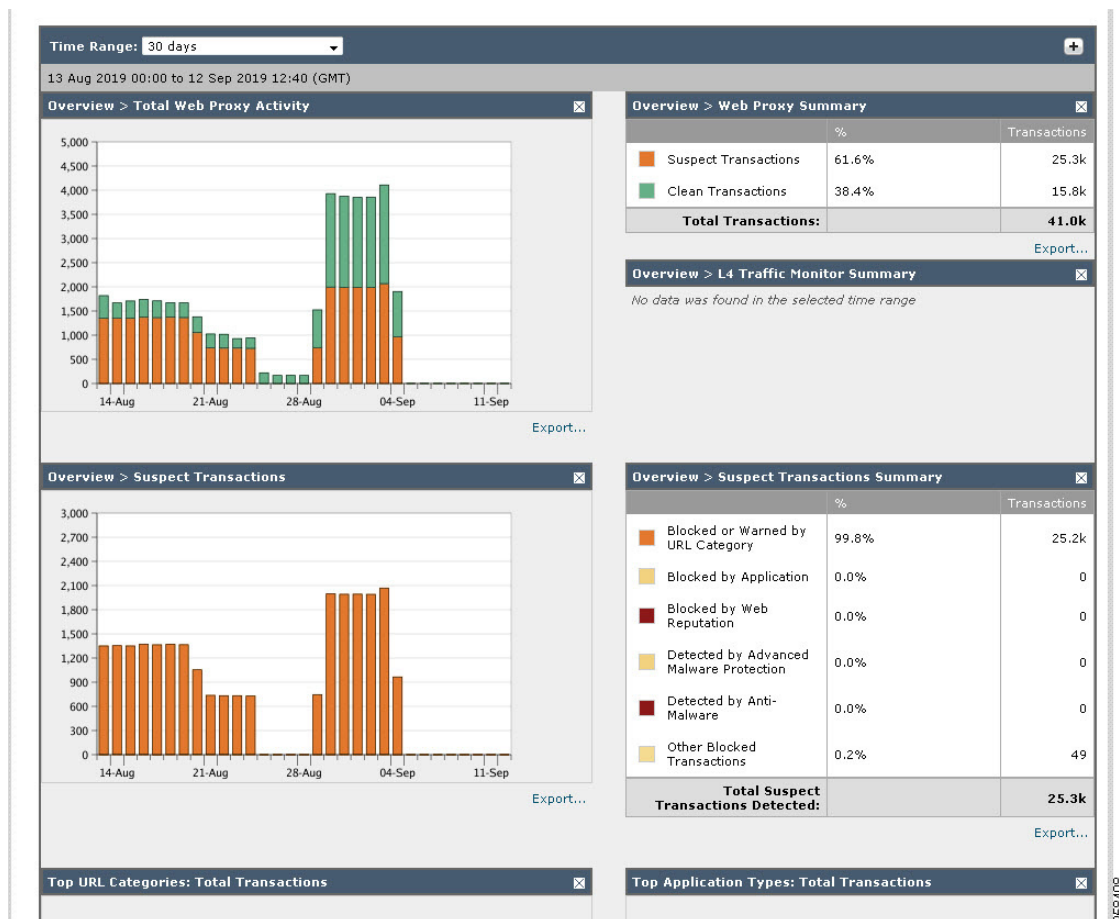 Time Range: 30 days
13 Aug 2019 00:00 to 12 Sep 2019 12:40 (GMT)
Overview > Total Web Proxy Activity
5,000
4,500
4,000
3,500
3,000
2,500
2,000
1,500
1,000
500
0
14-Aug 21-Aug 28-Aug 04-Sep 11-Sep
Export...
Overview > Web Proxy Summary
% Transactions
Suspect Transactions 61.6% 25.3k
Clean Transactions 38.4% 15.8k
Total Transactions: 41.0k
Export...
Overview > L4 Traffic Monitor Summary
No data was found in the selected time range
Overview > Suspect Transactions
3,000
2,700
2,400
2,100
1,800
1,500
1,200
900
600
300
0
14-Aug 21-Aug 28-Aug 04-Sep 11-Sep
Export...
Overview > Suspect Transactions Summary
% Transactions
Blocked or Warned by
URL Category 99.8% 25.2k
Blocked by Application 0.0% 0
Blocked by Web
Reputation 0.0% 0
Detected by Advanced
Malware Protection 0.0% 0
Detected by Anti-
Malware 0.0% 0
Other Blocked
Transactions 0.2% 49
Total Suspect
Transactions Detected: 25.3k
Export...
Top URL Categories: Total Transactions
Top Application Types: Total Transactions